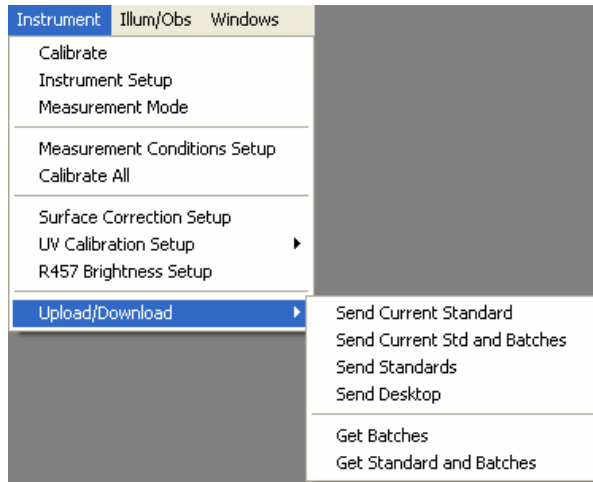 Instrument Illum/Obs Windows
Calibrate
Instrument Setup
Measurement Mode
Measurement Conditions Setup
Calibrate All
Surface Correction Setup
UV Calibration Setup
R457 Brightness Setup
Upload/Download
Send Current Standard
Send Current Std and Batches
Send Standards
Send Desktop
Get Batches
Get Standard and Batches